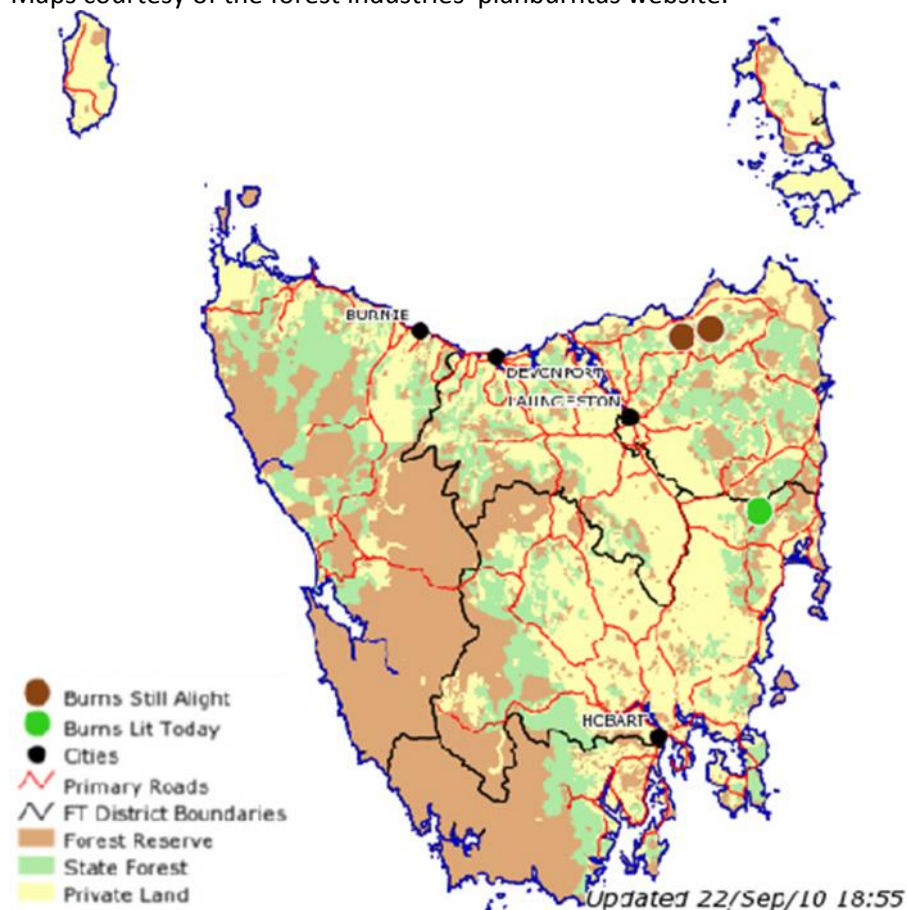 Maps courtesy of the forest industries' planburntas website.
BURNIE
DEVONPORT
LAUNCESTON
HOBART
Burns Still Alight
Burns Lit Today
Cities
Primary Roads
FT District Boundaries
Forest Reserve
State Forest
Private Land
Updated 22/Sep/10 18:55